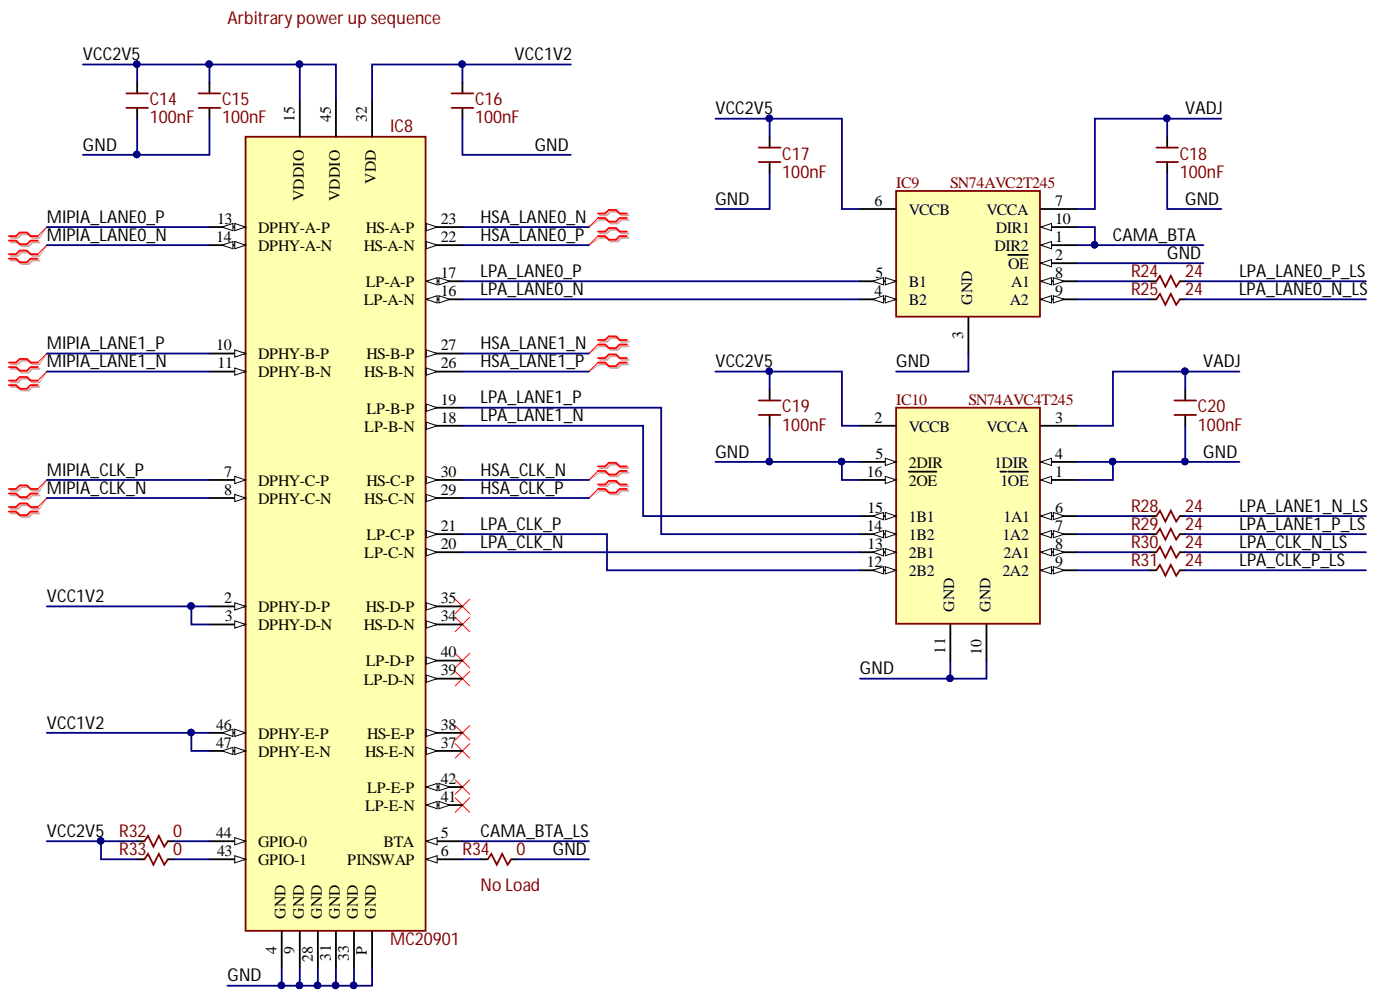 Arbitrary power up sequence
VCC2V5
VCC1V2
C14
100nF
C15
100nF
C16
100nF
GND
GND
15
45
32
IC8
VDDIO
VDDIO
VDD
MIPIA_LANE0_P
13
DPHY-A-P
HS-A-P
23
HSA_LANE0_N
MIPIA_LANE0_N
14
DPHY-A-N
HS-A-N
22
HSA_LANE0_P
LP-A-P
17
LPA_LANE0_P
LP-A-N
16
LPA_LANE0_N
MIPIA_LANE1_P
10
DPHY-B-P
HS-B-P
27
HSA_LANE1_N
MIPIA_LANE1_N
11
DPHY-B-N
HS-B-N
26
HSA_LANE1_P
LP-B-P
19
LPA_LANE1_P
LP-B-N
18
LPA_LANE1_N
MIPIA_CLK_P
7
DPHY-C-P
HS-C-P
30
HSA_CLK_N
MIPIA_CLK_N
8
DPHY-C-N
HS-C-N
29
HSA_CLK_P
LP-C-P
21
LPA_CLK_P
LP-C-N
20
LPA_CLK_N
VCC1V2
2
DPHY-D-P
HS-D-P
35
3
DPHY-D-N
HS-D-N
34
LP-D-P
40
LP-D-N
39
VCC1V2
46
DPHY-E-P
HS-E-P
38
47
DPHY-E-N
HS-E-N
37
LP-E-P
42
LP-E-N
41
VCC2V5
R32
0
44
GPIO-0
BTA
5
CAMA_BTA_LS
R33
0
43
GPIO-1
PINSWAP
6
R34
0
GND
No Load
GND
GND
GND
GND
GND
GND
MC20901
4
9
28
31
33
P
GND
VCC2V5
VADJ
C17
100nF
C18
100nF
GND
GND
IC9
SN74AVC2T245
6
VCCB
VCCA
7
DIR1
10
DIR2
1
CAMA_BTA
OE
2
GND
5
B1
A1
8
R24
24
LPA_LANE0_P_LS
4
B2
A2
9
R25
24
LPA_LANE0_N_LS
GND
3
GND
VCC2V5
VADJ
C19
100nF
C20
100nF
IC10
SN74AVC4T245
2
VCCB
VCCA
3
GND
5
2DIR
1DIR
4
GND
16
2OE
1OE
1
15
1B1
1A1
6
R28
24
LPA_LANE1_N_LS
14
1B2
1A2
7
R29
24
LPA_LANE1_P_LS
13
2B1
2A1
8
R30
24
LPA_CLK_N_LS
12
2B2
2A2
9
R31
24
LPA_CLK_P_LS
GND
GND
11
10
GND